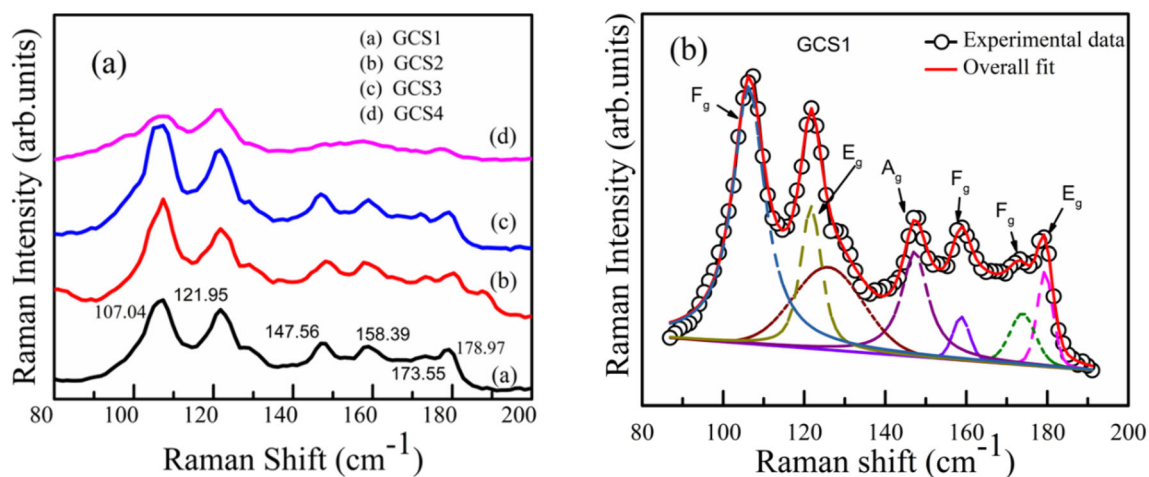 (a)
(a) GCS1
(b) GCS2
(c) GCS3
(d) GCS4
(d)
(c)
(b)
(a)
107.04
121.95
147.56
158.39
173.55
178.97
Raman Intensity (arb.units)
80 100 120 140 160 180 200
Raman Shift (cm-1)
(b)
GCS1
Experimental data
Overall fit
Fg
Eg
Ag
Fg
Fg
Eg
Raman Intensity (arb.units)
80 100 120 140 160 180 200
Raman shift (cm-1)